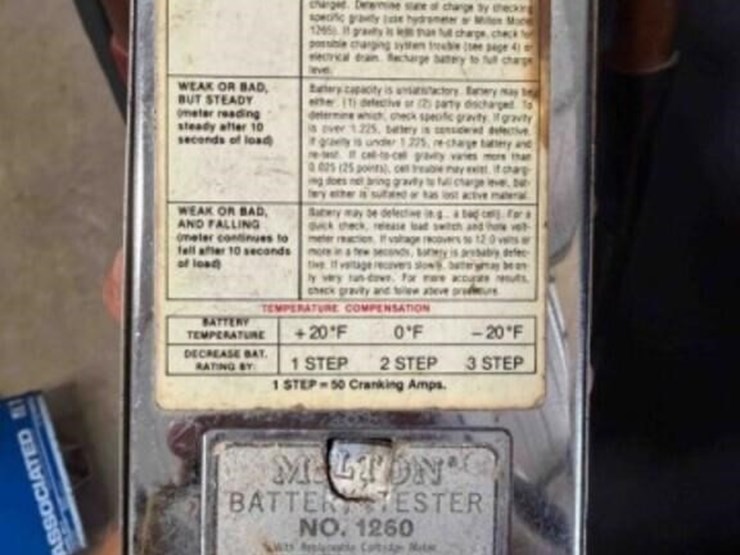 charged. Determine state of charge by checking
specific gravity (use hydrometer or Milton Model
1265). If gravity is less than full charge, check for
possible charging system trouble (see page 4) or
electrical drain. Recharge battery to full charge
level.
WEAK OR BAD,
BUT STEADY
(meter reading
steady after 10
seconds of load)
Battery capacity is unsatisfactory. Battery may be
either (1) defective or (2) partly discharged. To
determine which, check specific gravity. If gravity
is over 1.225, battery is considered defective.
If gravity is under 1.225, re-charge battery and
re-test. If cell-to-cell gravity varies more than
0.025 (25 points), cell trouble may exist. If charg-
ing does not bring gravity to full charge level, bat-
tery either is sulfated or has lost active material.
WEAK OR BAD,
AND FALLING
(meter continues to
fall after 10 seconds
of load)
Battery may be defective (e.g., a bad cell). For a
quick check, release load switch and note volt-
meter reaction. If voltage recovers to 12.0 volts or
more in a few seconds, battery is probably defec-
tive. If voltage recovers slowly, battery may be on-
ly very run-down. For more accurate results,
check gravity and follow above procedure.
TEMPERATURE COMPENSATION
BATTERY
TEMPERATURE
+20°F 0°F -20°F
DECREASE BAT.
RATING BY:
1 STEP 2 STEP 3 STEP
1 STEP = 50 Cranking Amps.
MILTON®
BATTERY TESTER
NO. 1260
With Replaceable Cartridge Meter
ASSOCIATED